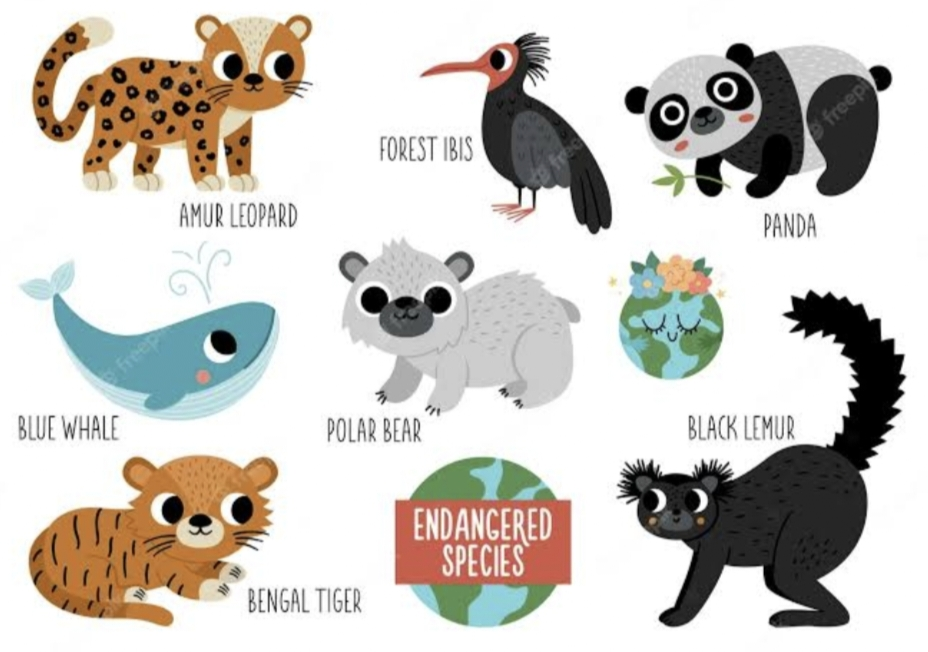 AMUR LEOPARD
FOREST IBIS
PANDA
BLUE WHALE
POLAR BEAR
BLACK LEMUR
BENGAL TIGER
ENDANGERED
SPECIES